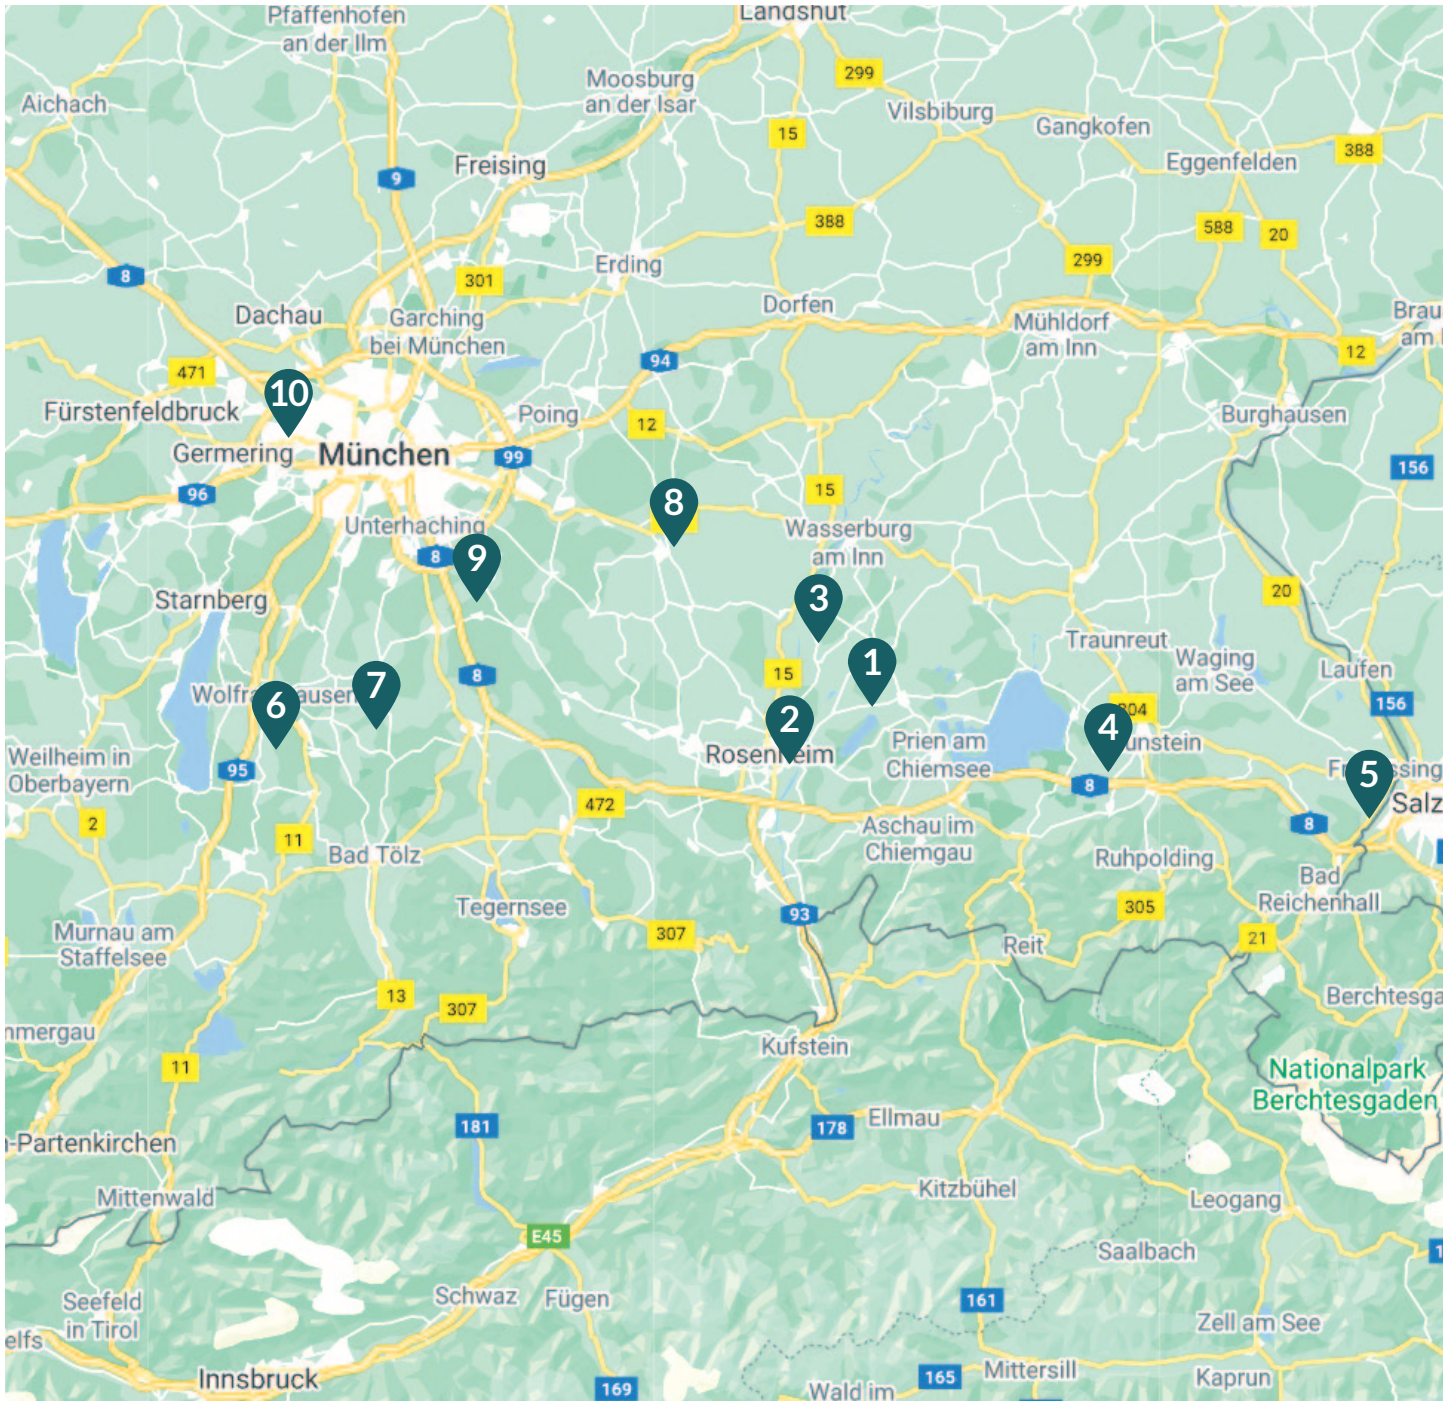 Pfaffenhofen
an der Ilm
Landshut
Aichach
Moosburg
an der Isar
299
Vilsbiburg
Gangkofen
15
388
Freising
9
Eggenfelden
388
588
20
8
301
Erding
299
Dachau
Garching
bei München
Dorfen
Mühldorf
am Inn
12
94
471
10
Fürstenfeldbruck
Poing
12
Burghausen
Germering
München
99
156
96
15
8
Unterhaching
Wasserburg
am Inn
8
9
20
Starnberg
3
Traunreut
Waging
am See
Laufen
15
1
8
7
Wolfra
hausen
6
156
2
4
Rosenheim
Prien am
Chiemsee
Weilheim in
Oberbayern
95
8
5
Salz
472
2
8
11
Aschau im
Chiemgau
Bad Tölz
Ruhpolding
Bad
Reichenhall
Tegernsee
93
305
307
21
Murnau am
Staffelsee
Reit
13
307
Berchtesga
mmergau
Kufstein
11
Nationalpark
Berchtesgaden
181
178
Ellmau
-Partenkirchen
Mittenwald
Kitzbühel
Leogang
E45
Saalbach
Schwaz
Fügen
161
Seefeld
in Tirol
Zell am See
elfs
Innsbruck
169
165
Mittersill
Kaprun
Wald im